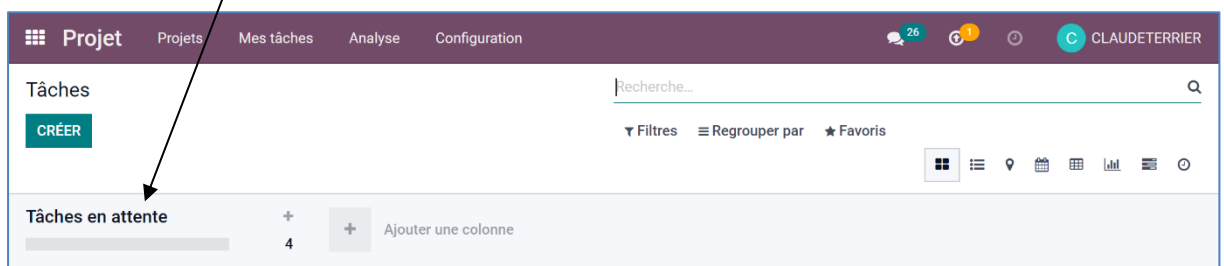 Projet Projets Mes tâches Analyse Configuration 26 1 C CLAUDETERRIER
Tâches
Recherche...
CRÉER
Filtres Regrouper par Favoris
Tâches en attente
4
Ajouter une colonne